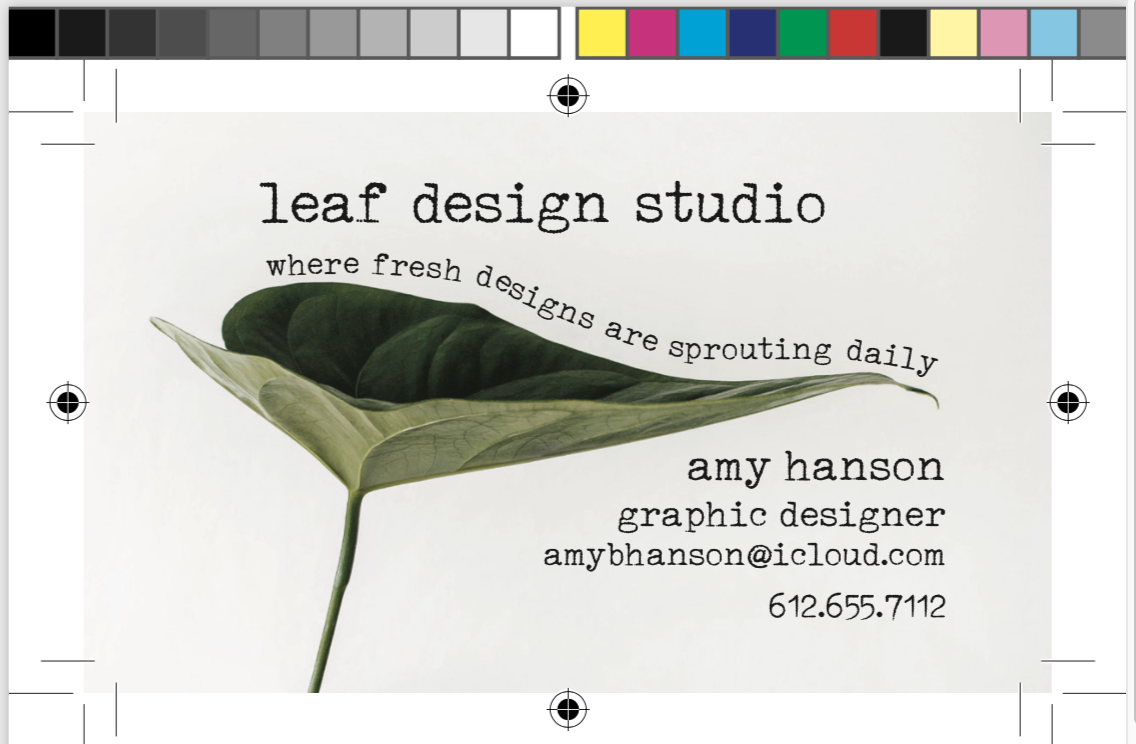 leaf design studio
where fresh designs are sprouting daily
amy hanson
graphic designer
amybhanson@icloud.com
612.655.7112